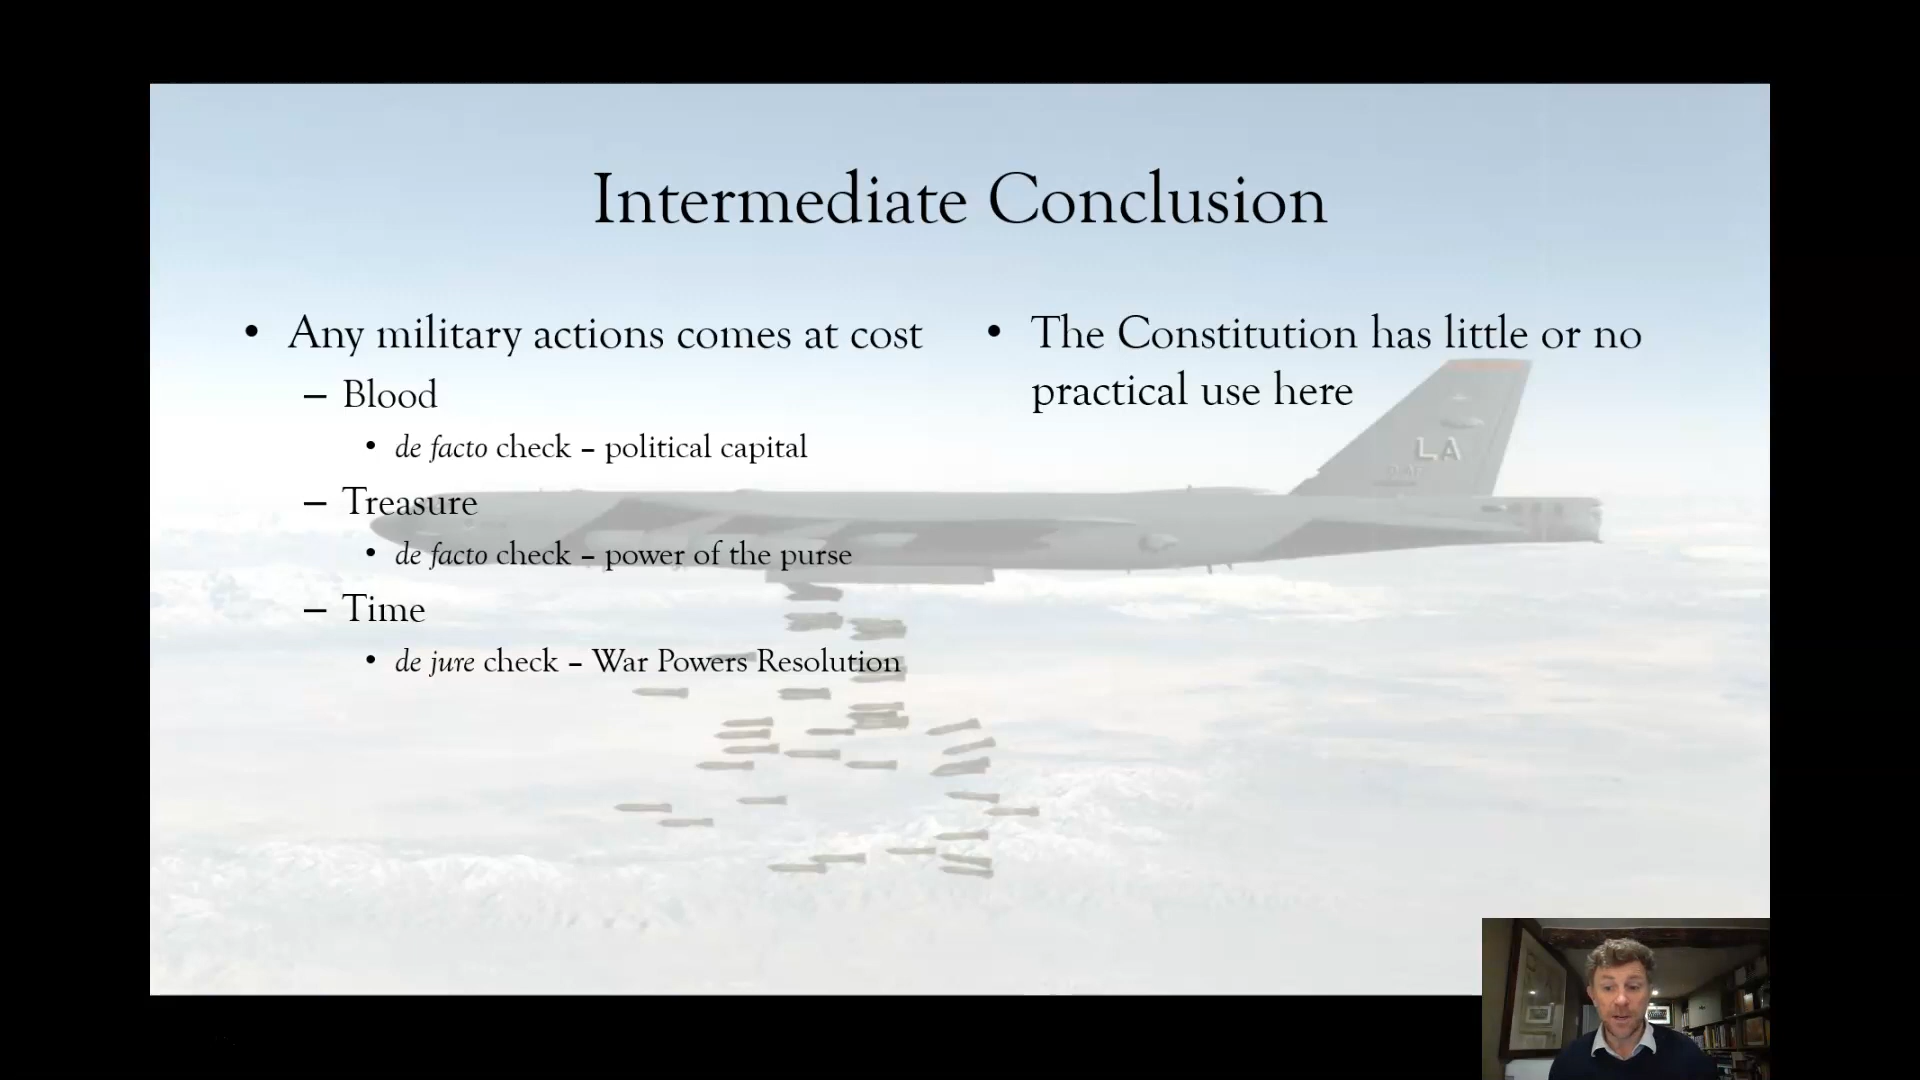 Intermediate Conclusion
• Any military actions comes at cost
– Blood
• de facto check – political capital
– Treasure
• de facto check – power of the purse
– Time
• de jure check – War Powers Resolution
• The Constitution has little or no
practical use here
LA